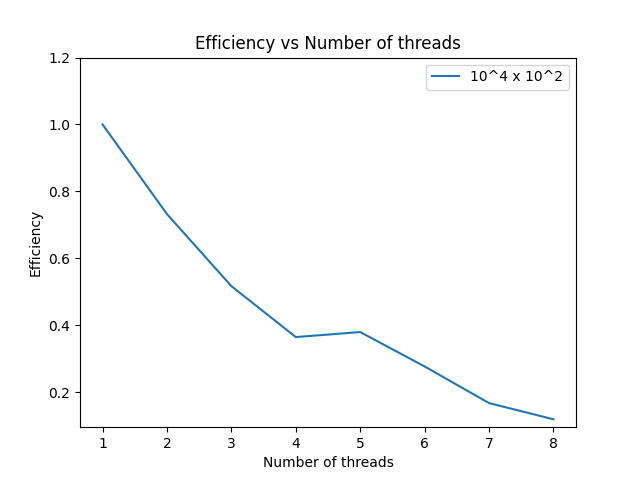 Efficiency vs Number of threads
10^4 x 10^2
Efficiency
1.2
1.0
0.8
0.6
0.4
0.2
1 2 3 4 5 6 7 8
Number of threads